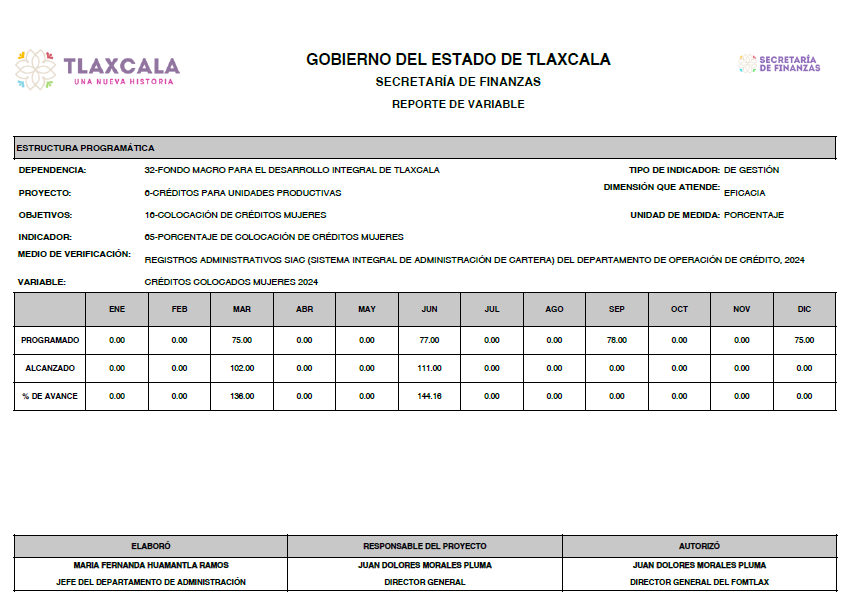 TLAXCALA
UNA NUEVA HISTORIA
GOBIERNO DEL ESTADO DE TLAXCALA
SECRETARÍA DE FINANZAS
REPORTE DE VARIABLE
SECRETARÍA
DE FINANZAS
ESTRUCTURA PROGRAMÁTICA
DEPENDENCIA: 32-FONDO MACRO PARA EL DESARROLLO INTEGRAL DE TLAXCALA TIPO DE INDICADOR: DE GESTIÓN
PROYECTO: 6-CRÉDITOS PARA UNIDADES PRODUCTIVAS DIMENSIÓN QUE ATIENDE: EFICACIA
OBJETIVOS: 16-COLOCACIÓN DE CRÉDITOS MUJERES UNIDAD DE MEDIDA: PORCENTAJE
INDICADOR: 65-PORCENTAJE DE COLOCACIÓN DE CRÉDITOS MUJERES
MEDIO DE VERIFICACIÓN: REGISTROS ADMINISTRATIVOS SIAC (SISTEMA INTEGRAL DE ADMINISTRACIÓN DE CARTERA) DEL DEPARTAMENTO DE OPERACIÓN DE CRÉDITO, 2024
VARIABLE: CRÉDITOS COLOCADOS MUJERES 2024
ENE FEB MAR ABR MAY JUN JUL AGO SEP OCT NOV DIC
PROGRAMADO 0.00 0.00 75.00 0.00 0.00 77.00 0.00 0.00 78.00 0.00 0.00 75.00
ALCANZADO 0.00 0.00 102.00 0.00 0.00 111.00 0.00 0.00 0.00 0.00 0.00 0.00
% DE AVANCE 0.00 0.00 136.00 0.00 0.00 144.16 0.00 0.00 0.00 0.00 0.00 0.00
ELABORÓ RESPONSABLE DEL PROYECTO AUTORIZÓ
MARIA FERNANDA HUAMANTLA RAMOS JUAN DOLORES MORALES PLUMA JUAN DOLORES MORALES PLUMA
JEFE DEL DEPARTAMENTO DE ADMINISTRACIÓN DIRECTOR GENERAL DIRECTOR GENERAL DEL FOMTLAX